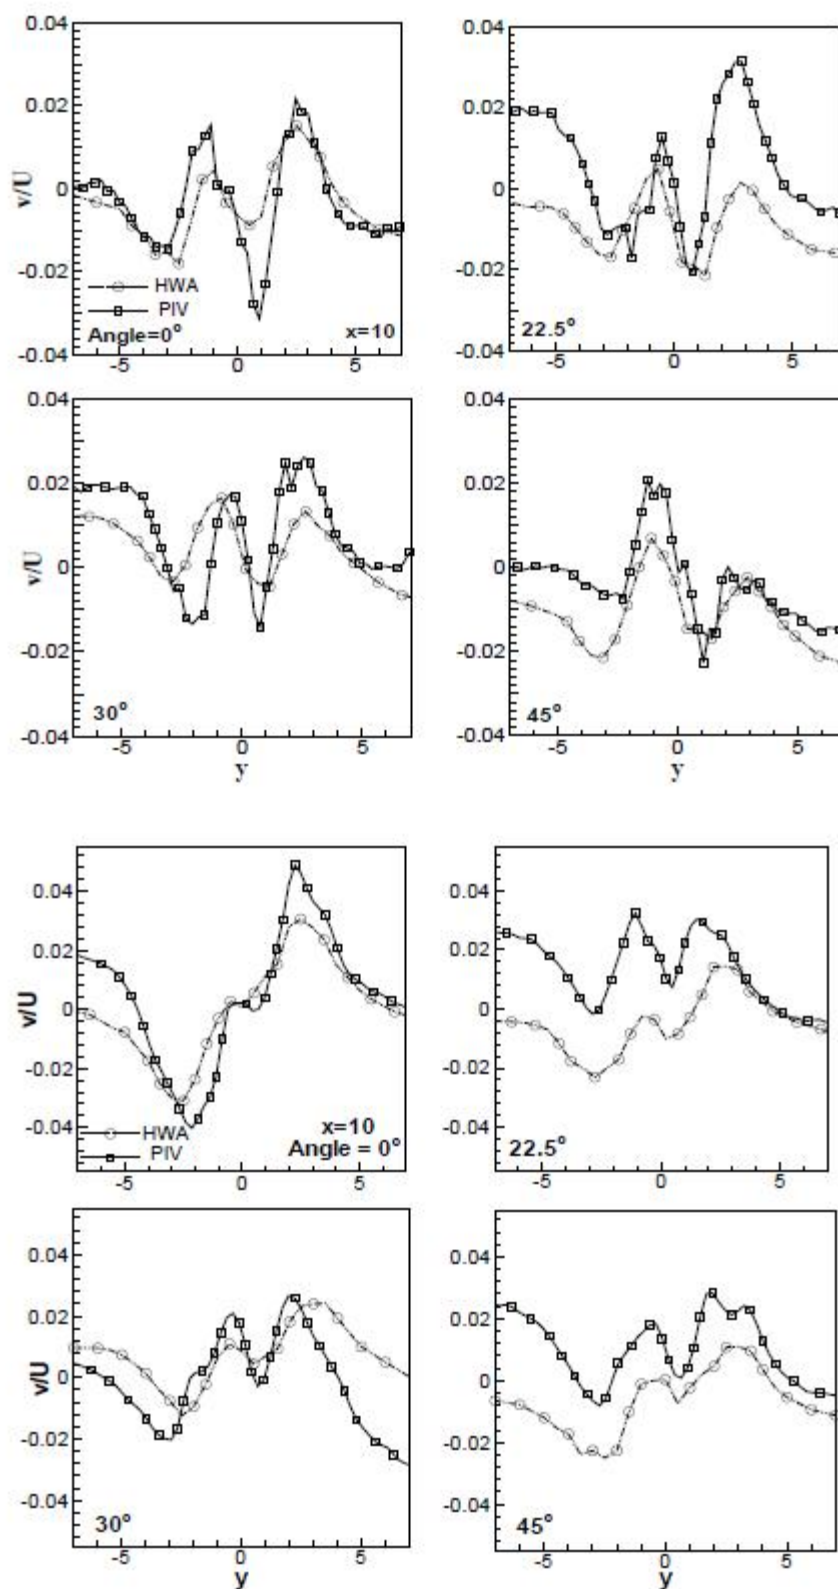 0.04 0.04
0.02 0.02
v/U 0 0
-0.02 -0.02
HWA
PIV
Angle=0° x=10 22.5°
-0.04 -0.04
-5 0 5 -5 0 5
0.04 0.04
0.02 0.02
v/U 0 0
-0.02 -0.02
30° 45°
-0.04 -0.04
-5 0 5 -5 0 5
y y
0.04 0.04
0.02 0.02
v/U 0 0
-0.02 -0.02
-0.04 HWA x=10 -0.04
PIV Angle = 0° 22.5°
-5 0 5 -5 0 5
0.04 0.04
0.02 0.02
v/U 0 0
-0.02 -0.02
-0.04 -0.04
30° 45°
-5 0 5 -5 0 5
y y